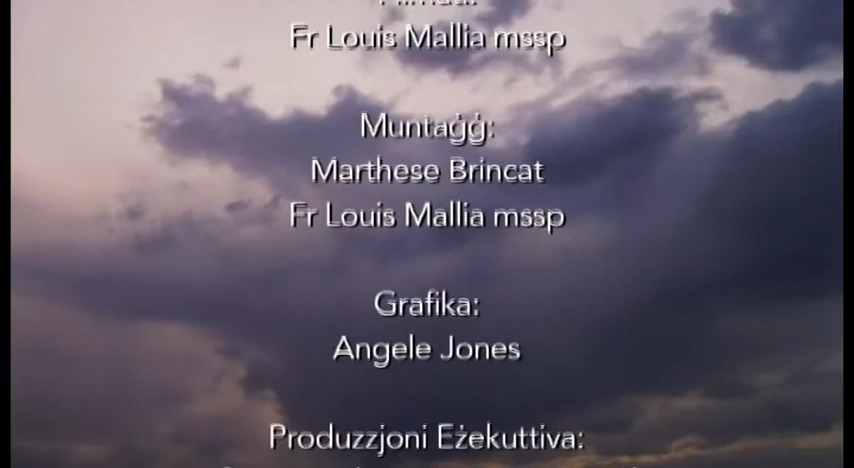 Fr Louis Mallia mssp
Muntaġġ:
Marthese Brincat
Fr Louis Mallia mssp
Grafika:
Angele Jones
Produzzjoni Eżekuttiva: